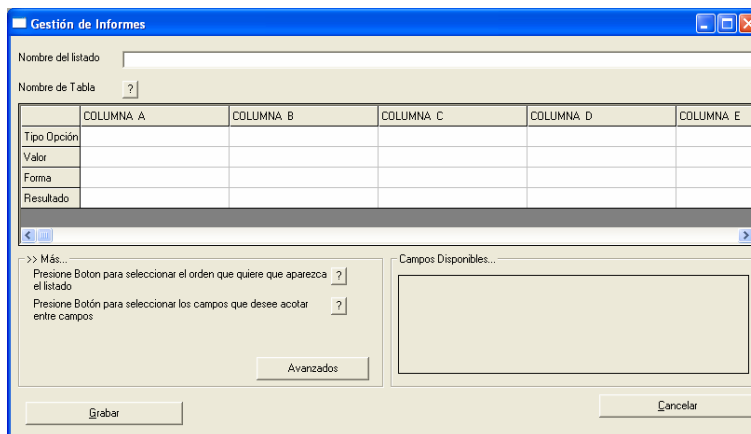 Gestión de Informes
Nombre del listado
Nombre de Tabla ?
COLUMNA A COLUMNA B COLUMNA C COLUMNA D COLUMNA E
Tipo Opción
Valor
Forma
Resultado
>> Más...
Presione Boton para seleccionar el orden que quiere que aparezca ?
el listado
Presione Botón para seleccionar los campos que desee acotar ?
entre campos
Avanzados
Campos Disponibles...
Grabar
Cancelar